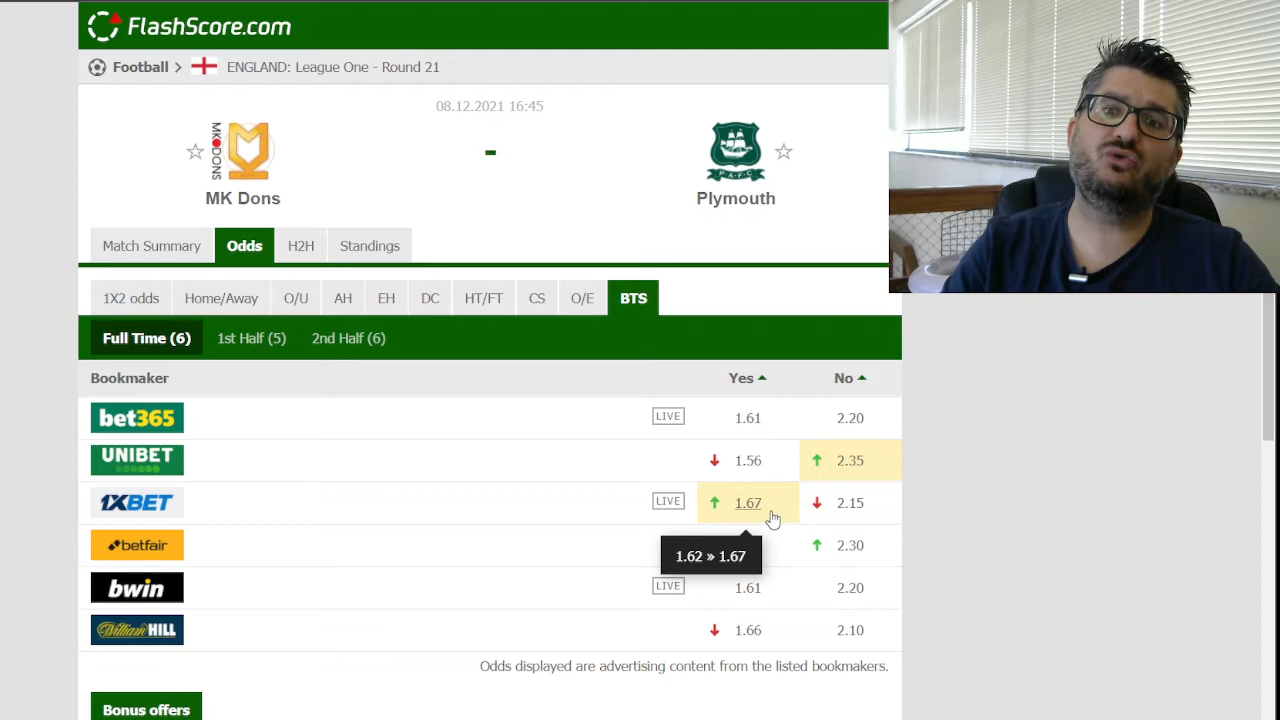 FlashScore.com
Football > ENGLAND: League One - Round 21
08.12.2021 16:45
MK DONS
-
P·A·F·C
MK Dons
Plymouth
Match Summary Odds H2H Standings
1X2 odds Home/Away O/U AH EH DC HT/FT CS O/E BTS
Full Time (6) 1st Half (5) 2nd Half (6)
Bookmaker Yes No
bet365 LIVE 1.61 2.20
UNIBET 1.56 2.35
1XBET LIVE 1.67 2.15
betfair 2.30
1.62 » 1.67
bwin LIVE 1.61 2.20
William HILL 1.66 2.10
Odds displayed are advertising content from the listed bookmakers.
Bonus offers